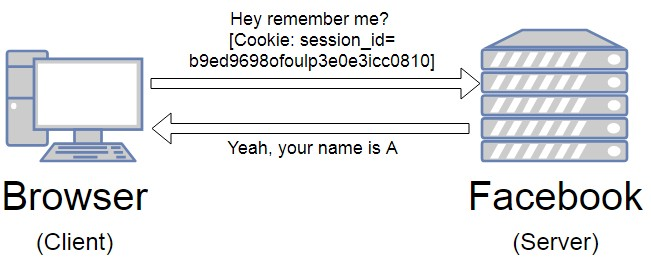 Hey remember me?
[Cookie: session_id=
b9ed9698ofoulp3e0e3icc0810]
Yeah, your name is A
Browser
(Client)
Facebook
(Server)